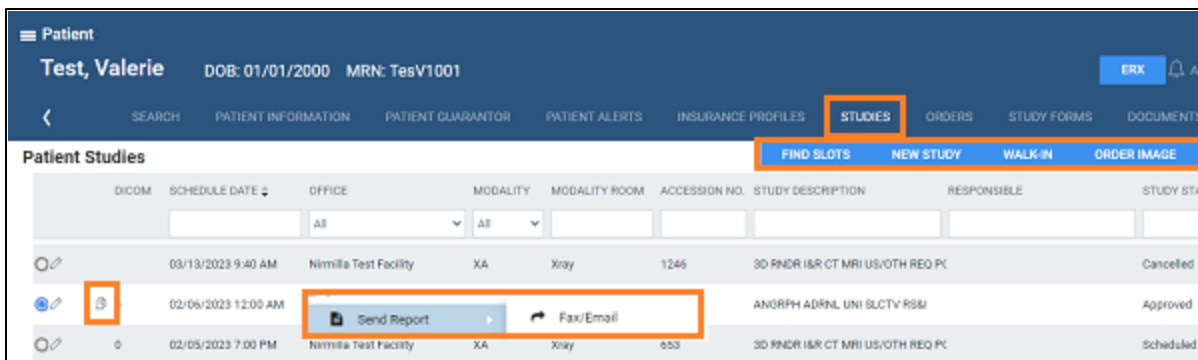 Patient
Test, Valerie DOB: 01/01/2000 MRN: TesV1001 ERX
SEARCH PATIENT INFORMATION PATIENT GUARANTOR PATIENT ALERTS INSURANCE PROFILES STUDIES ORDERS STUDY FORMS DOCUMENTS
Patient Studies FIND SLOTS NEW STUDY WALK-IN ORDER IMAGE
DICOM SCHEDULE DATE OFFICE MODALITY MODALITY ROOM ACCESSION NO. STUDY DESCRIPTION RESPONSIBLE STUDY STA
All All
03/13/2023 9:40 AM Nirmilla Test Facility XA Xray 1246 3D RNDR I&R CT MRI US/OTH REQ PC Cancelled
02/06/2023 12:00 AM ANGRPH ADRNL UNI SLCTV RS&I Approved
Send Report Fax/Email
0 02/05/2023 7:00 PM Nirmilla Test Facility XA Xray 653 3D RNDR I&R CT MRI US/OTH REQ PC Scheduled